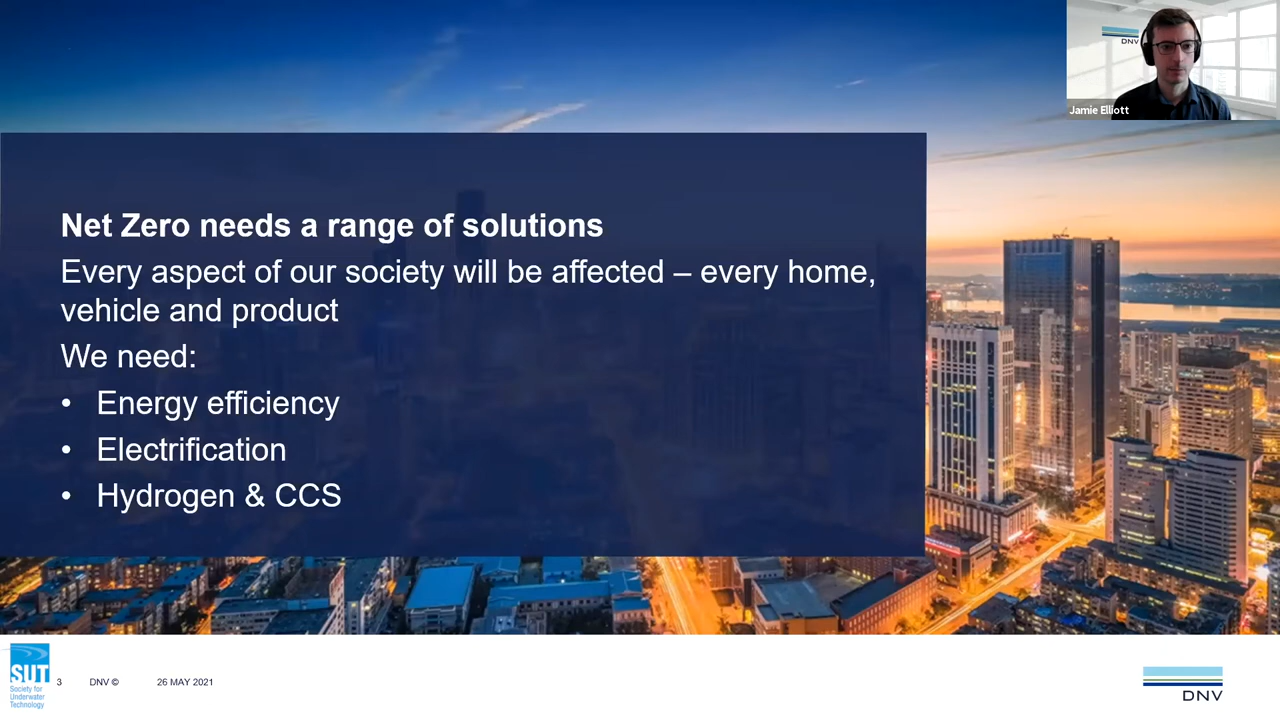 DNV
Jamie Elliott
Net Zero needs a range of solutions
Every aspect of our society will be affected – every home,
vehicle and product
We need:
• Energy efficiency
• Electrification
• Hydrogen & CCS
SUT
Society for
Underwater
Technology
3
DNV ©
26 MAY 2021
DNV